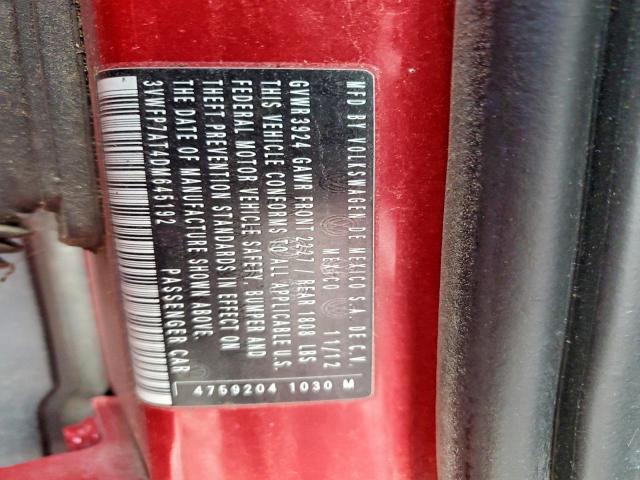 MFD BY VOLKSWAGEN DE MEXICO S.A. DE C.V.
MEXICO 11/12
GVWR 3924 GAWR FRONT 2227 / REAR 1808 LBS
THIS VEHICLE CONFORMS TO ALL APPLICABLE U.S.
FEDERAL MOTOR VEHICLE SAFETY, BUMPER AND
THEFT PREVENTION STANDARDS IN EFFECT ON
THE DATE OF MANUFACTURE SHOWN ABOVE.
3VWFP7AT4DM645792 PASSENGER CAR
4759204 1030 M